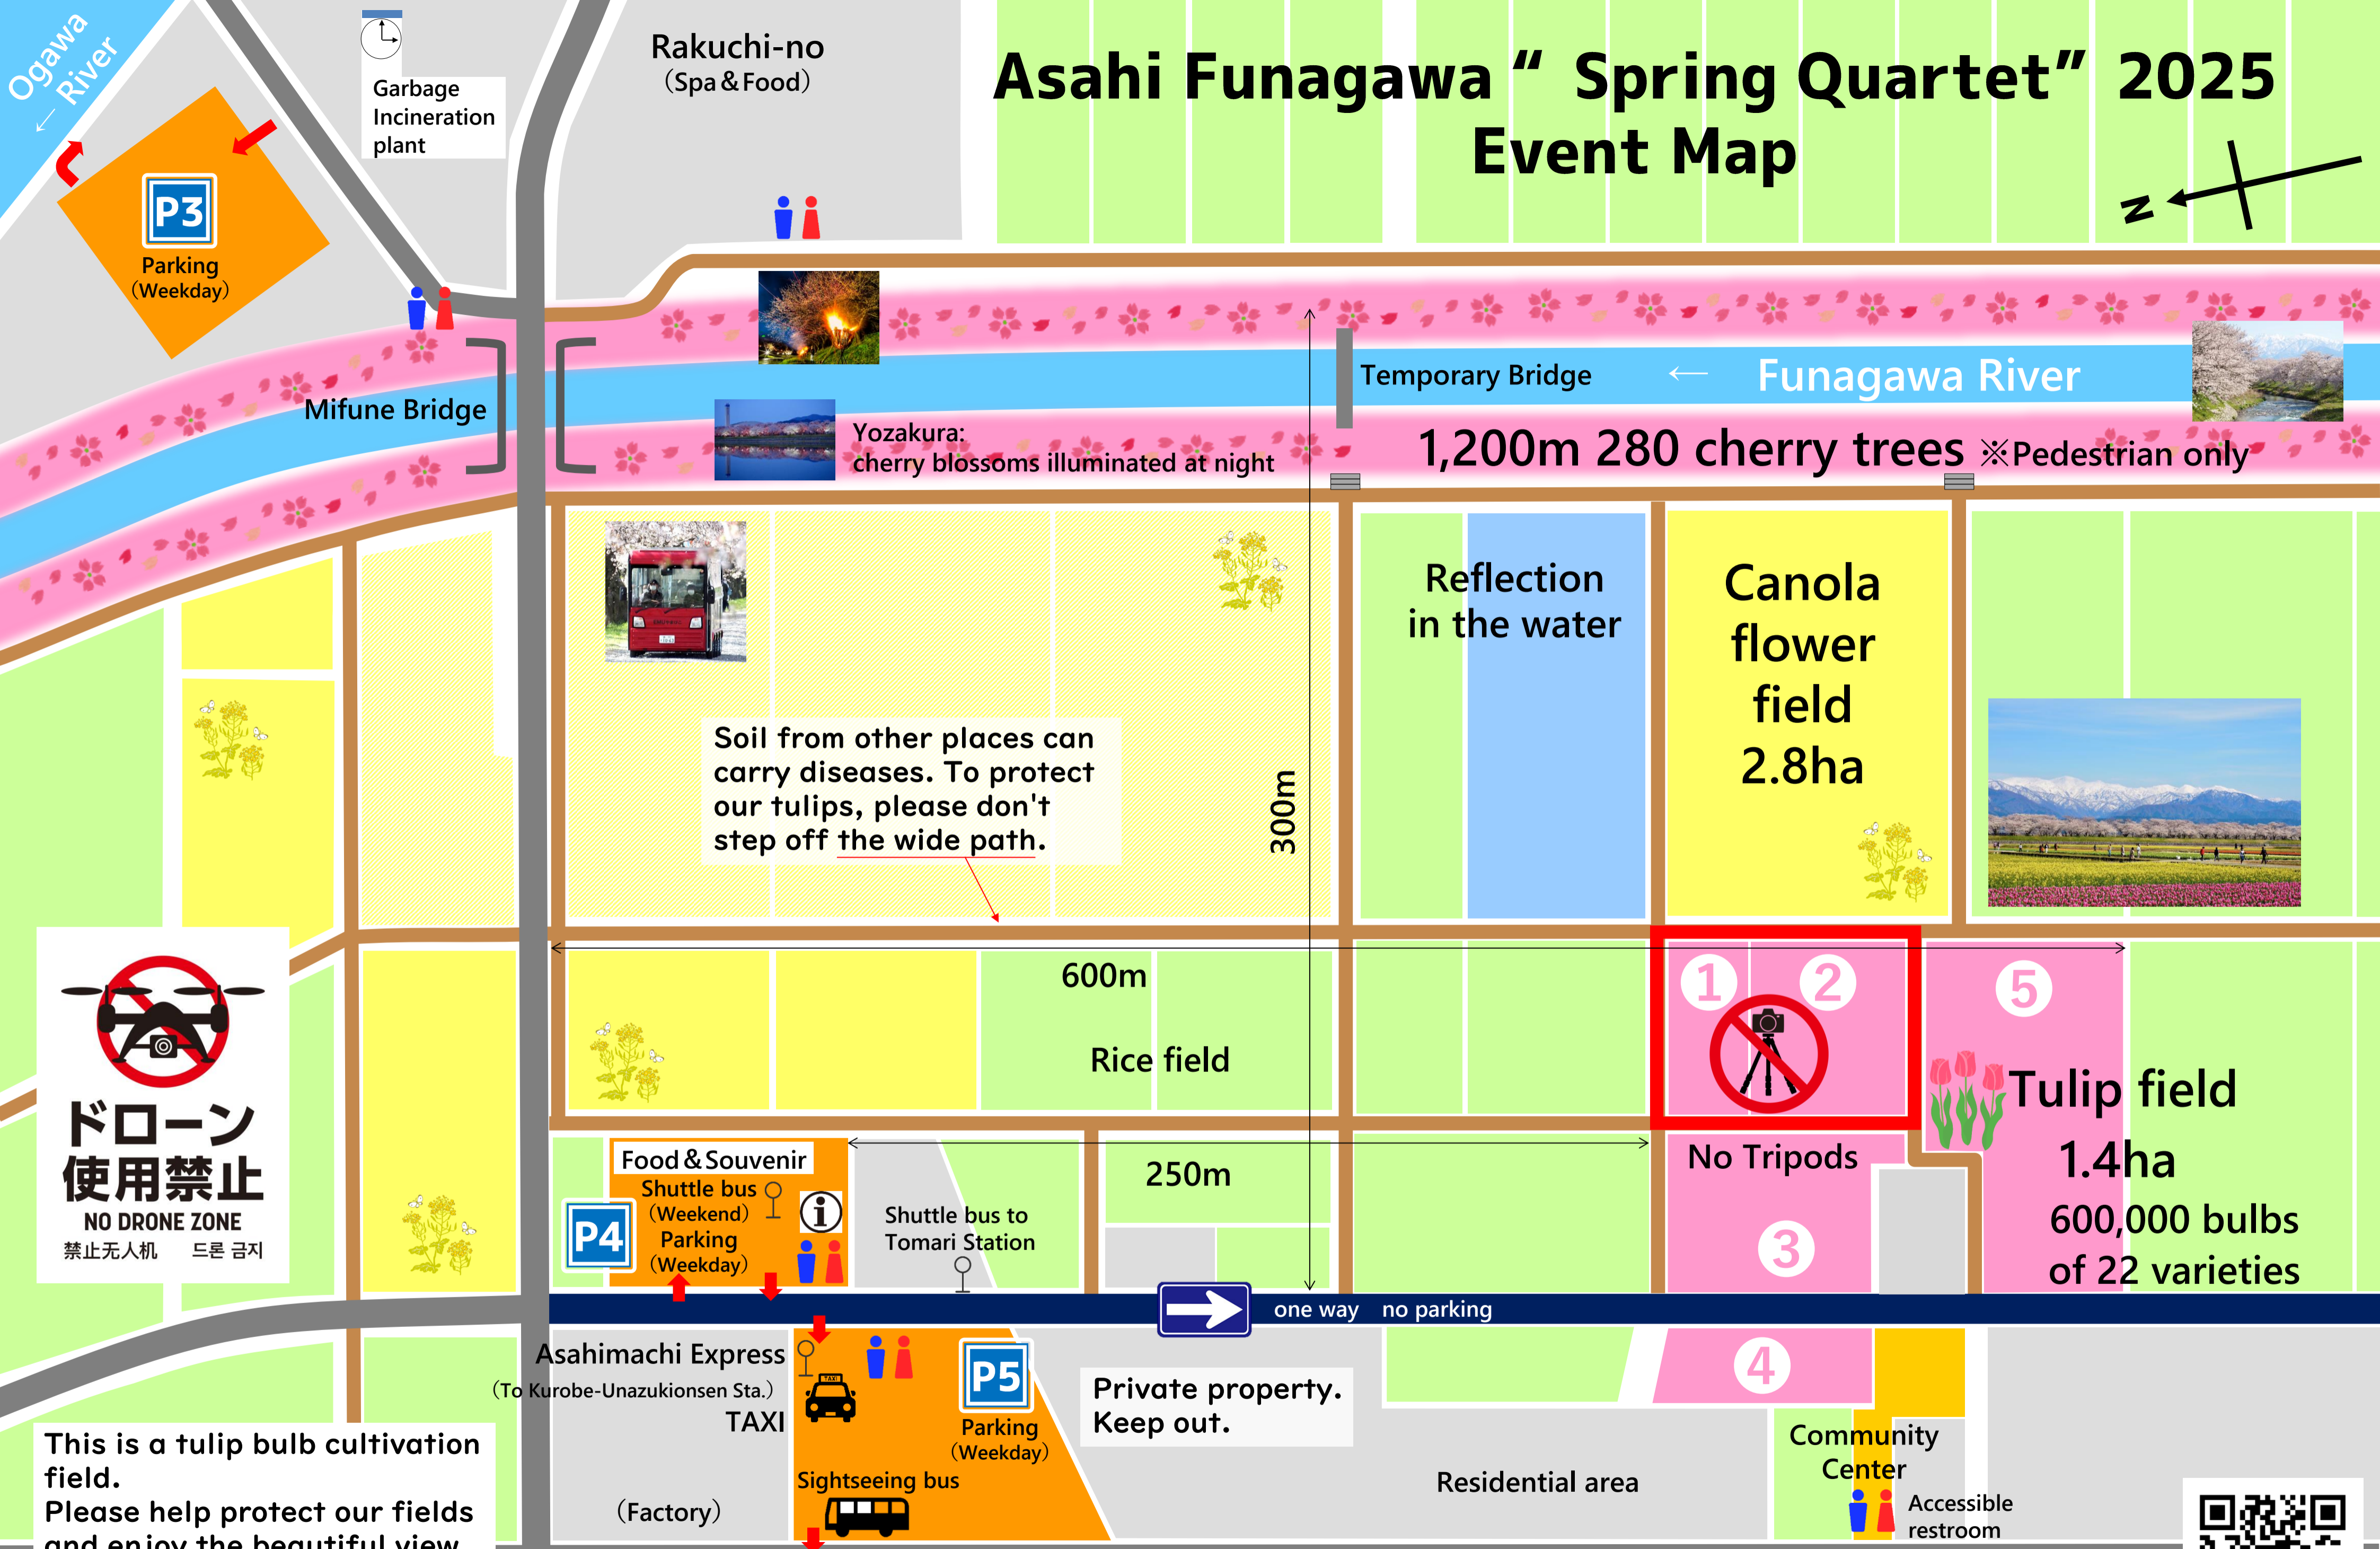 Asahi Funagawa “ Spring Quartet” 2025
Event Map
N
Ogawa
← River
Garbage
Incineration
plant
Rakuchi-no
（Spa＆Food）
P3
Parking
（Weekday）
Mifune Bridge
Temporary Bridge
← Funagawa River
Yozakura:
cherry blossoms illuminated at night
1,200m 280 cherry trees ※Pedestrian only
Reflection
in the water
Canola
flower
field
2.8ha
Soil from other places can
carry diseases. To protect
our tulips, please don't
step off the wide path.
300m
600m
Rice field
1
2
5
No Tripods
3
Tulip field
1.4ha
600,000 bulbs
of 22 varieties
ドローン
使用禁止
NO DRONE ZONE
禁止无人机 드론 금지
Food＆Souvenir
Shuttle bus
（Weekend）
Parking
（Weekday）
P4
i
Shuttle bus to
Tomari Station
250m
one way no parking
Asahimachi Express
（To Kurobe-Unazukionsen Sta.）
TAXI
TAXI
P5
Parking
（Weekday）
Sightseeing bus
（Factory）
Private property.
Keep out.
4
Residential area
Community
Center
Accessible
restroom
This is a tulip bulb cultivation
field.
Please help protect our fields
and enjoy the beautiful view